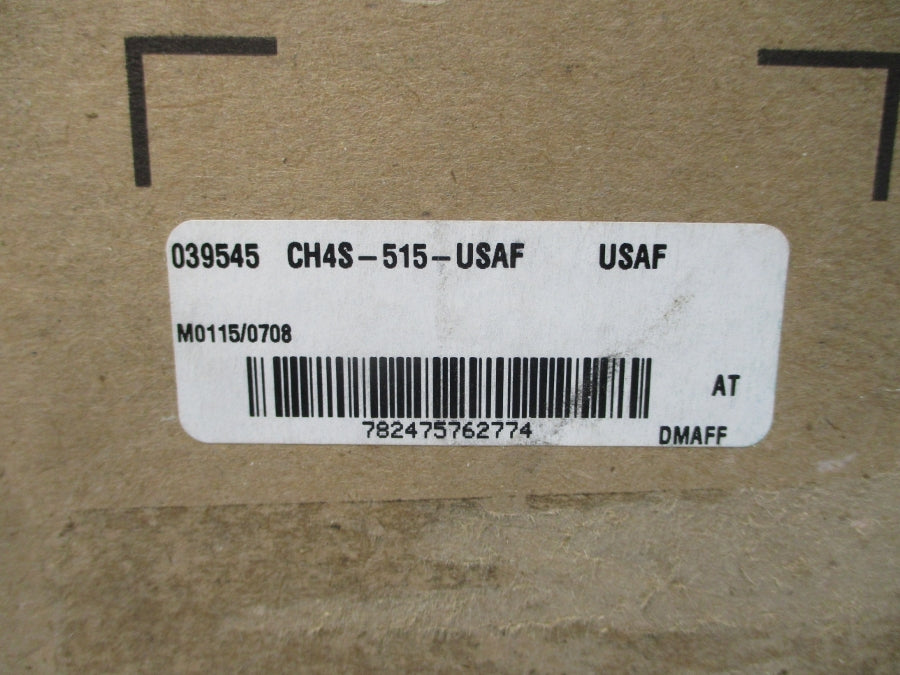 039545 CH4S-515-USAF USAF
M0115/0708
AT
782475762774
DMAFF